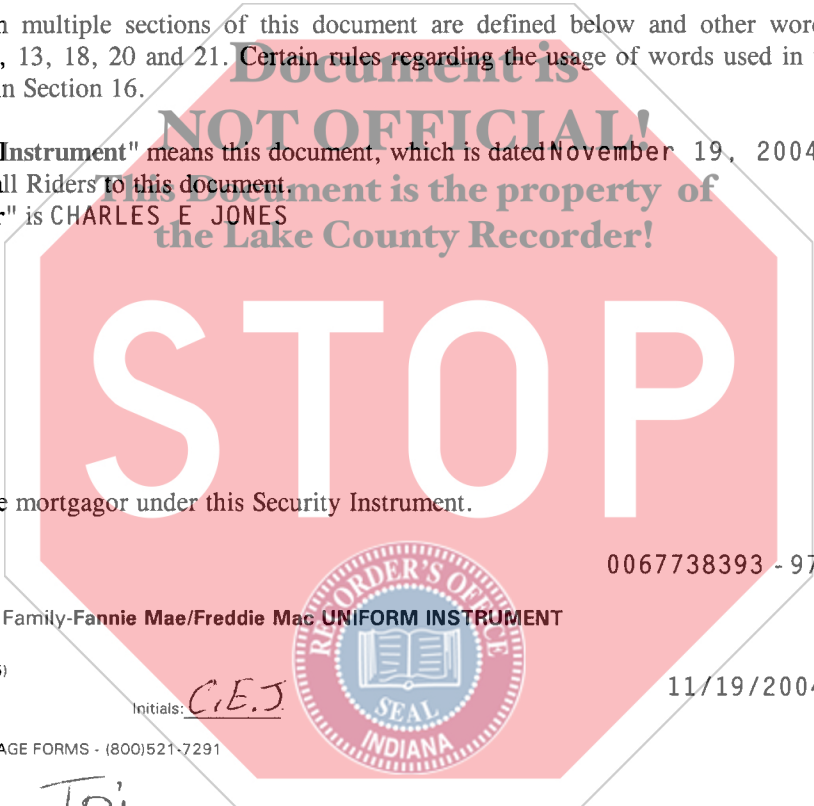 multiple sections of this document are defined below and other
, 13, 18, 20 and 21. Certain rules regarding the usage of words used in
in Section 16.
Document is
NOT OFFICIAL!
Instrument" means this document, which is dated November 19, 2004
all Riders to this document.
This Document is the property of
r" is CHARLES E JONES
the Lake County Recorder!
STOP
e mortgagor under this Security Instrument.
0067738393 - 97
RECORDER'S OFFICE
Family-Fannie Mae/Freddie Mac UNIFORM INSTRUMENT
Initials: C.E.J.
11/19/2004
SEAL
INDIANA
AGE FORMS - (800)521-7291